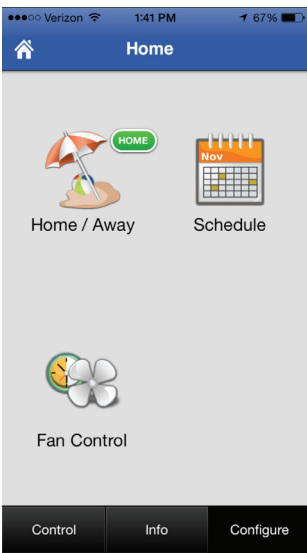 Verizon 1:41 PM 67%
Home
HOME
Nov
Home / Away Schedule
Fan Control
Control Info Configure